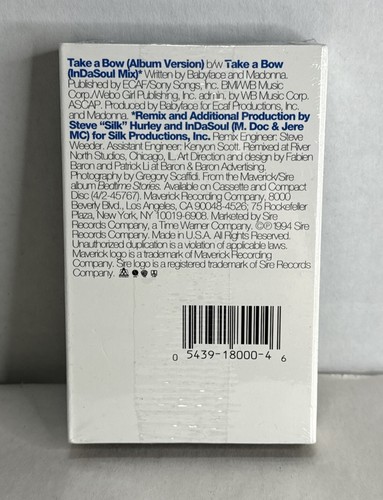 Take a Bow (Album Version) b/w Take a Bow
(InDaSoul Mix)* Written by Babyface and Madonna.
Published by ECAF/Sony Songs, Inc. BMI/WB Music
Corp./Webo Girl Publishing, Inc. adm in. by WB Music Corp.
ASCAP. Produced by Babyface for Ecaf Productions, Inc.
and Madonna. *Remix and Additional Production by
Steve "Silk" Hurley and InDaSoul (M. Doc & Jere
MC) for Silk Productions, Inc. Remix Engineer: Steve
Weeder. Assistant Engineer: Kenyon Scott. Remixed at River
North Studios, Chicago, IL. Art Direction and design by Fabien
Baron and Patrick Li at Baron & Baron Advertising.
Photography by Gregory Scaffidi. From the Maverick/Sire
album Bedtime Stories. Available on Cassette and Compact
Disc (4/2-45767). Maverick Recording Company, 8000
Beverly Blvd., Los Angeles, CA 90048-4526; 75 Rockefeller
Plaza, New York, NY 10019-6908. Marketed by Sire
Records Company, a Time Warner Company. ©℗1994 Sire
Records Company. Made in U.S.A. All Rights Reserved.
Unauthorized duplication is a violation of applicable laws.
Maverick logo is a trademark of Maverick Recording
Company. Sire logo is a registered trademark of Sire Records
Company.
0 5439-18000-4 6